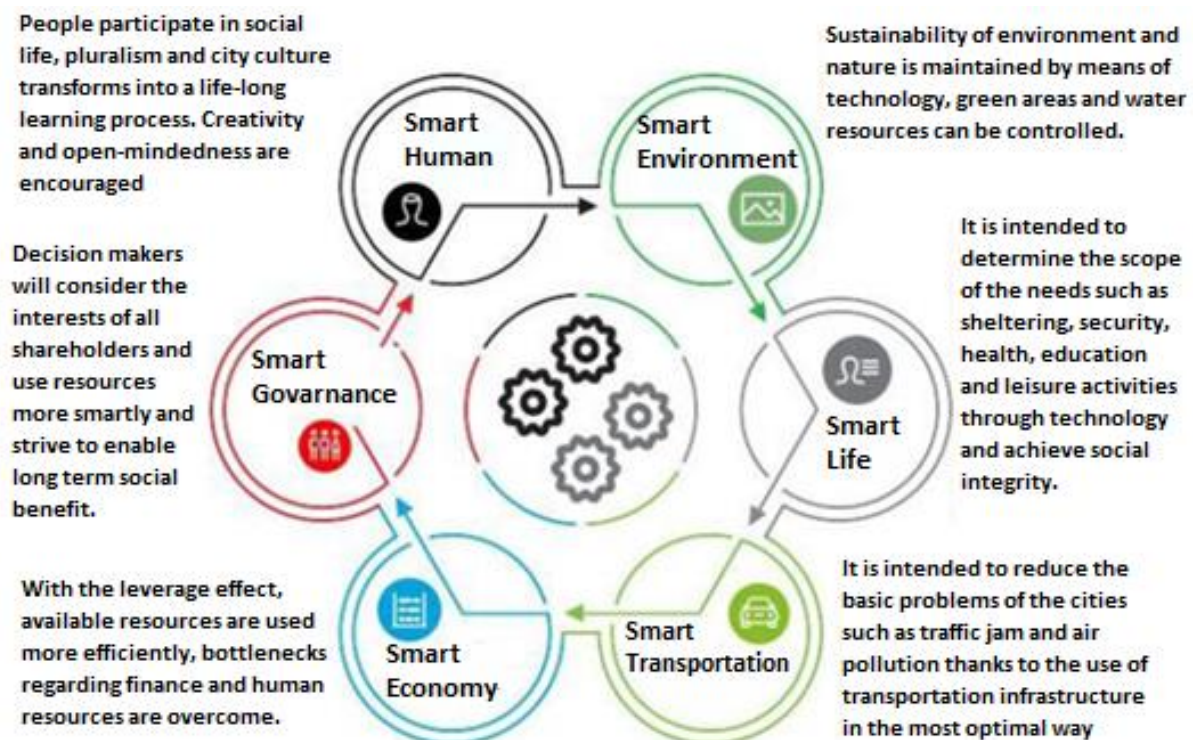 People participate in social
life, pluralism and city culture
transforms into a life-long
learning process. Creativity
and open-mindedness are
encouraged
Smart
Human
Smart
Environment
Sustainability of environment and
nature is maintained by means of
technology, green areas and water
resources can be controlled.
Decision makers
will consider the
interests of all
shareholders and
use resources
more smartly and
strive to enable
long term social
benefit.
Smart
Govarnance
Smart
Life
It is intended to
determine the scope
of the needs such as
sheltering, security,
health, education
and leisure activities
through technology
and achieve social
integrity.
With the leverage effect,
available resources are used
more efficiently, bottlenecks
regarding finance and human
resources are overcome.
Smart
Economy
Smart
Transportation
It is intended to reduce the
basic problems of the cities
such as traffic jam and air
pollution thanks to the use of
transportation infrastructure
in the most optimal way